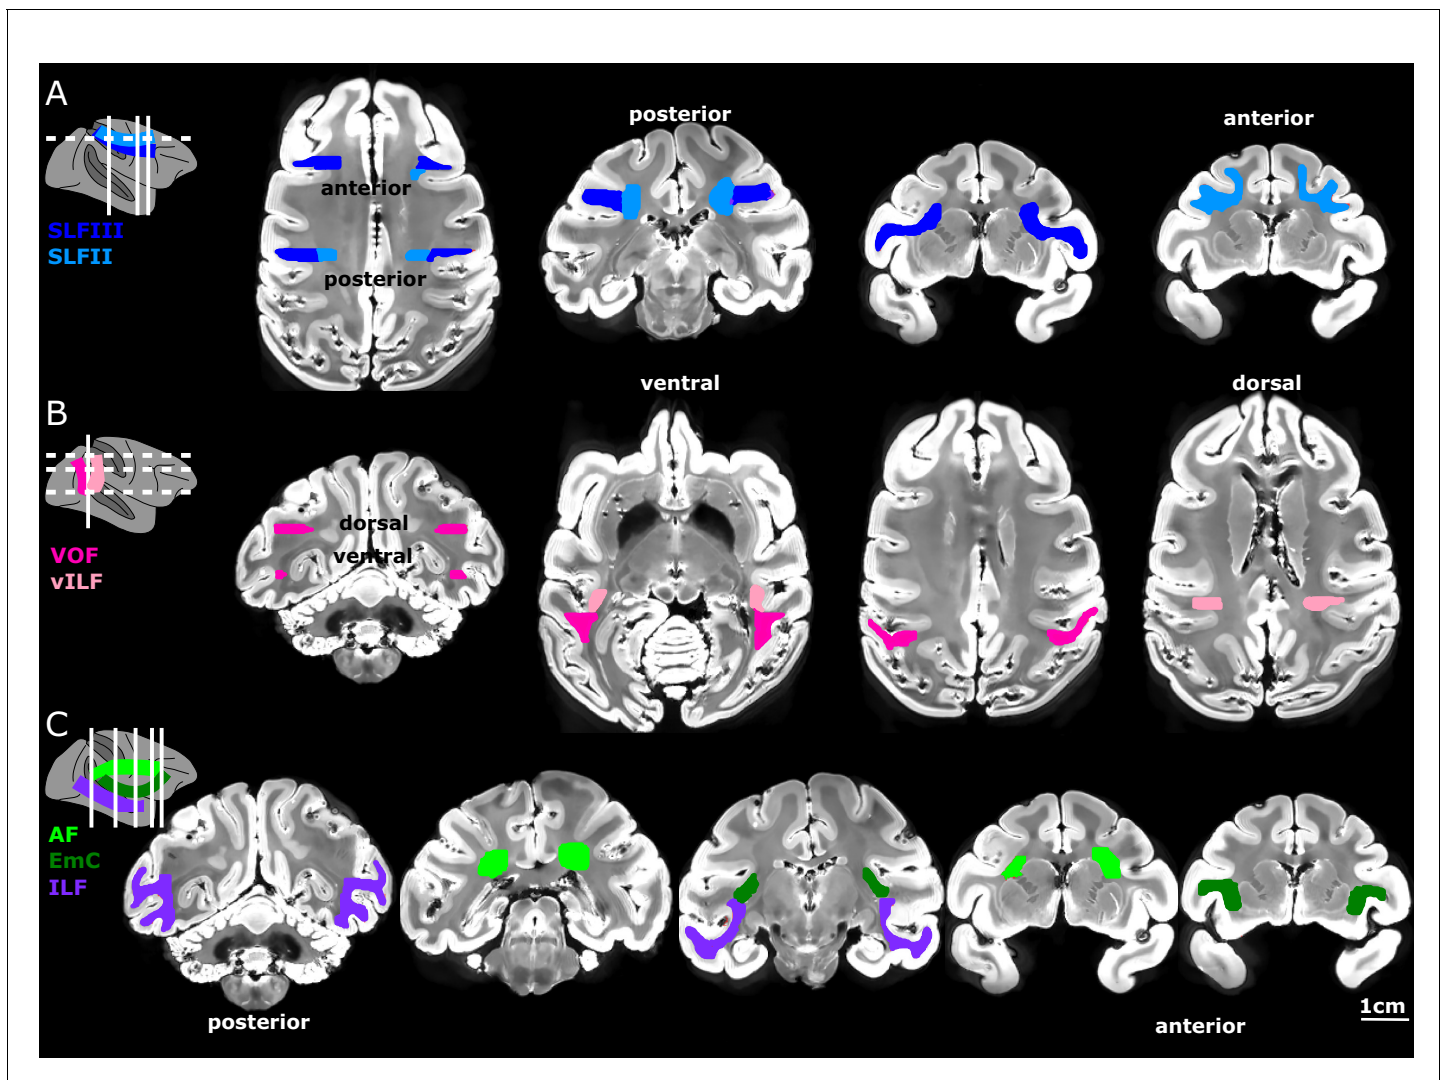 A
posterior
anterior
anterior
SLFIII
SLFII
posterior
ventral
dorsal
B
dorsal
ventral
VOF
vILF
C
AF
EmC
ILF
posterior
anterior
1cm